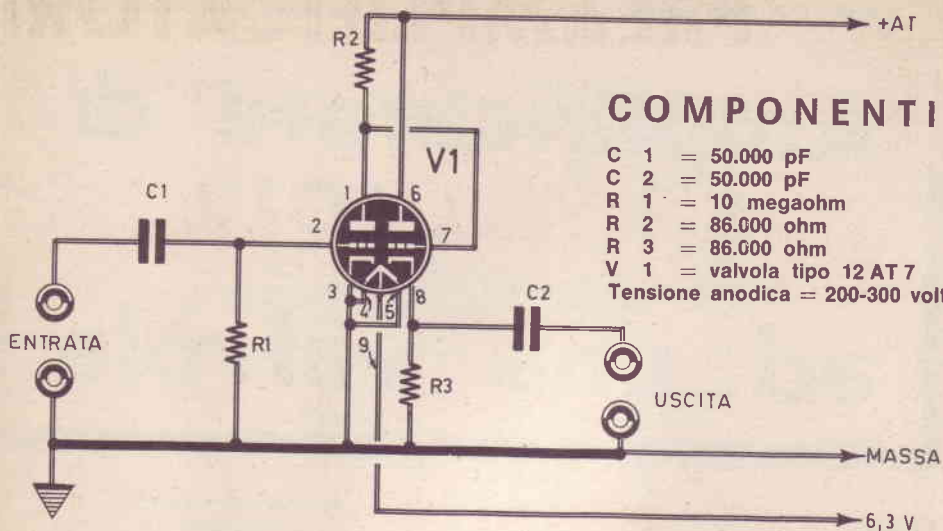 +AT
R2
COMPONENTI
C 1 = 50.000 pF
C 2 = 50.000 pF
R 1 = 10 megaohm
R 2 = 86.000 ohm
R 3 = 86.000 ohm
V 1 = valvola tipo 12 AT 7
Tensione anodica = 200-300 volt
V1
C1
1
6
2
7
3
4
5
8
9
C2
ENTRATA
R1
R3
USCITA
MASSA
6,3 V